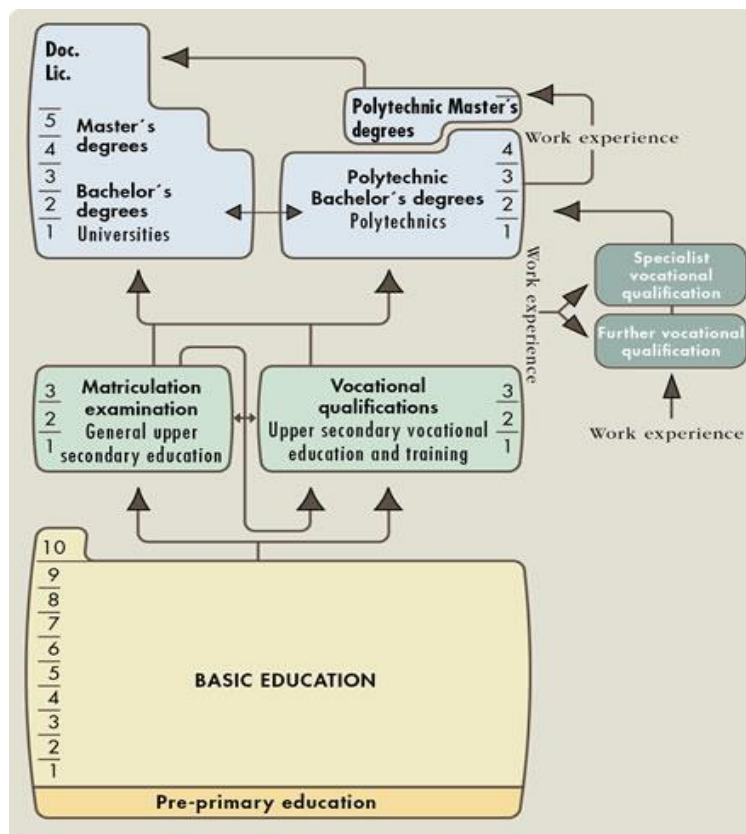 Doc.
Lic.
5
4
Master´s
degrees
3
2
1
Bachelor´s
degrees
Universities
Polytechnic Master´s
degrees
Work experience
4
3
2
1
Polytechnic
Bachelor´s degrees
Polytechnics
Specialist
vocational
qualification
Further vocational
qualification
Work experience
Work experience
3
2
1
Matriculation
examination
General upper
secondary education
Vocational
qualifications
Upper secondary vocational
education and training
3
2
1
10
9
8
7
6
5
4
3
2
1
BASIC EDUCATION
Pre-primary education